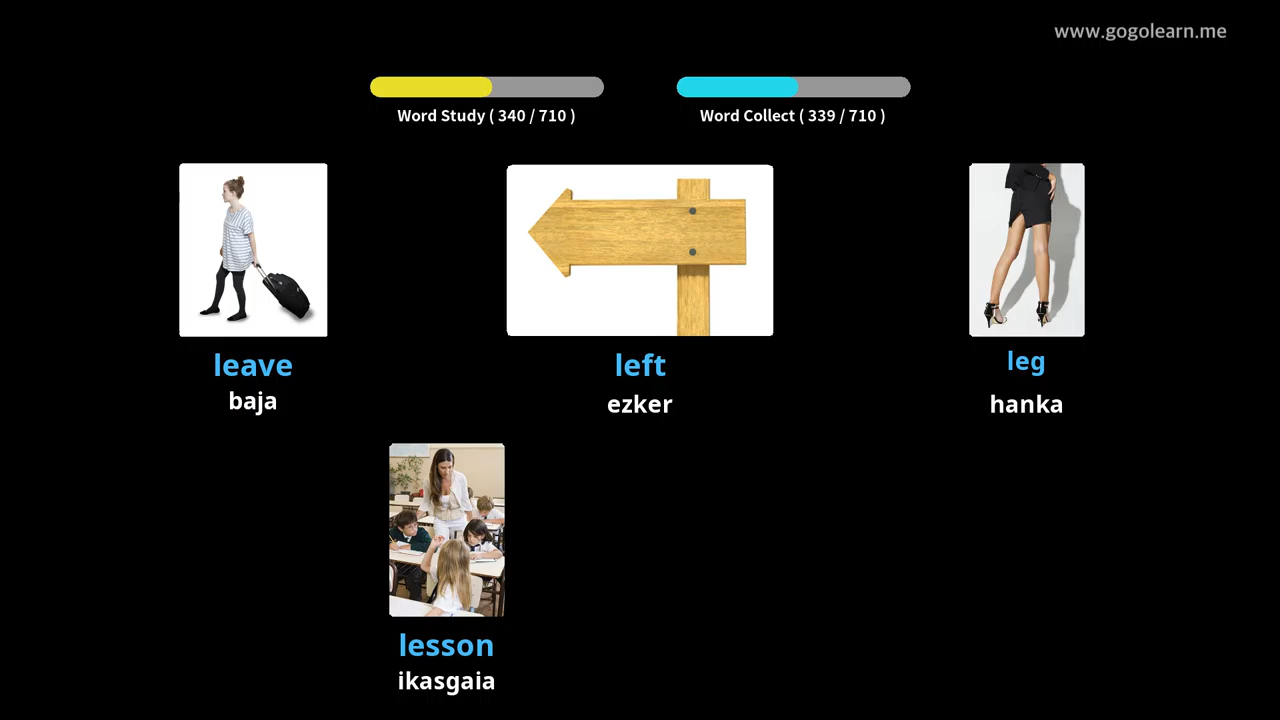 www.gogolearn.me
Word Study ( 340 / 710 )
Word Collect ( 339 / 710 )
leave
baja
left
ezker
leg
hanka
lesson
ikasgaia